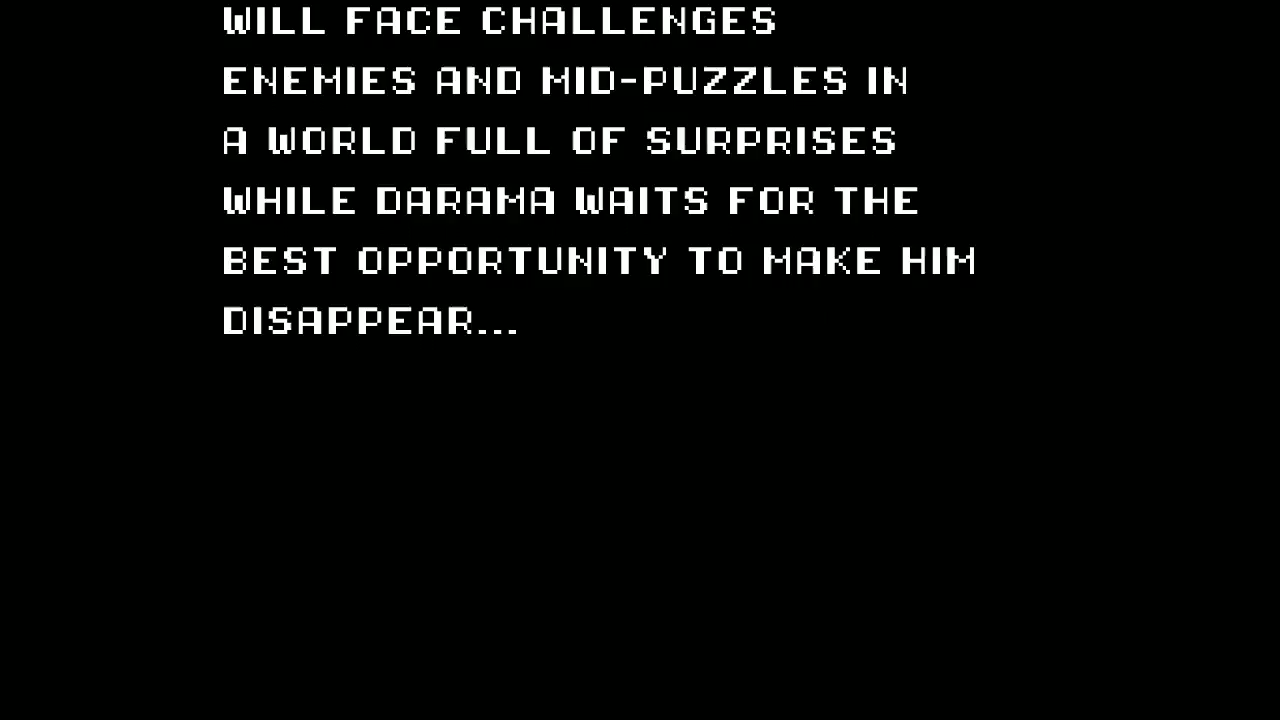 WILL FACE CHALLENGES
ENEMIES AND MID-PUZZLES IN
A WORLD FULL OF SURPRISES
WHILE DARAMA WAITS FOR THE
BEST OPPORTUNITY TO MAKE HIM
DISAPPEAR...